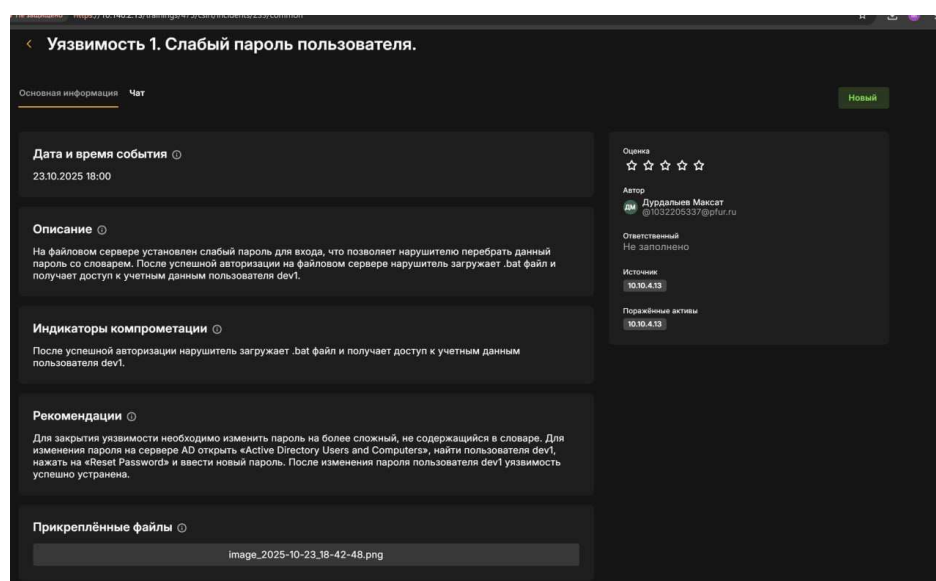 Уязвимость 1. Слабый пароль пользователя.
Основная информация Чат
Новый
Дата и время события
23.10.2025 18:00
Описание
На файловом сервере установлен слабый пароль для входа, что позволяет нарушителю перебрать данный
пароль со словарем. После успешной авторизации на файловом сервере нарушитель загружает .bat файл и
получает доступ к учетным данным пользователя dev1.
Индикаторы компрометации
После успешной авторизации нарушитель загружает .bat файл и получает доступ к учетным данным
пользователя dev1.
Рекомендации
Для закрытия уязвимости необходимо изменить пароль на более сложный, не содержащийся в словаре. Для
изменения пароля на сервере AD открыть «Active Directory Users and Computers», найти пользователя dev1,
нажать на «Reset Password» и ввести новый пароль. После изменения пароля пользователя dev1 уязвимость
успешно устранена.
Прикреплённые файлы
image_2025-10-23_18-42-48.png
Оценка
Автор
ДМ
Дурдалыев Максат
@1032205337@pfur.ru
Ответственный
Не заполнено
Источник
10.10.4.13
Поражённые активы
10.10.4.13